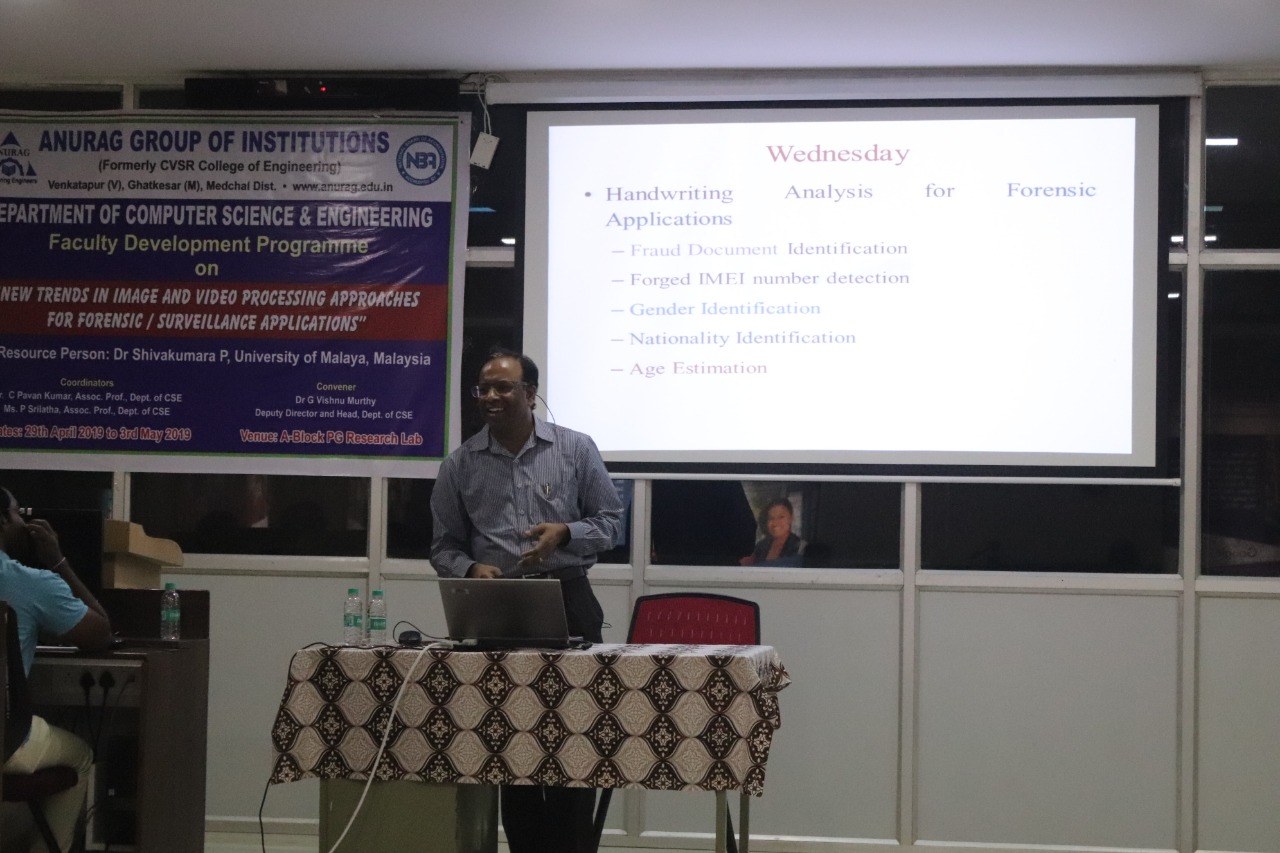 ANURAG GROUP OF INSTITUTIONS
(Formerly CVSR College of Engineering)
Venkatapur (V), Ghatkesar (M), Medchal Dist. • www.anurag.edu.in
NBA
DEPARTMENT OF COMPUTER SCIENCE & ENGINEERING
Faculty Development Programme
on
NEW TRENDS IN IMAGE AND VIDEO PROCESSING APPROACHES
FOR FORENSIC / SURVEILLANCE APPLICATIONS"
Resource Person: Dr Shivakumara P, University of Malaya, Malaysia
Coordinators
C Pavan Kumar, Assoc. Prof., Dept. of CSE
Ms. P Srilatha, Assoc. Prof., Dept. of CSE
Convener
Dr G Vishnu Murthy
Deputy Director and Head, Dept. of CSE
ates: 29th April 2019 to 3rd May 2019
Venue: A-Block PG Research Lab
Wednesday
• Handwriting Analysis for Forensic
Applications
– Fraud Document Identification
– Forged IMEI number detection
– Gender Identification
– Nationality Identification
– Age Estimation